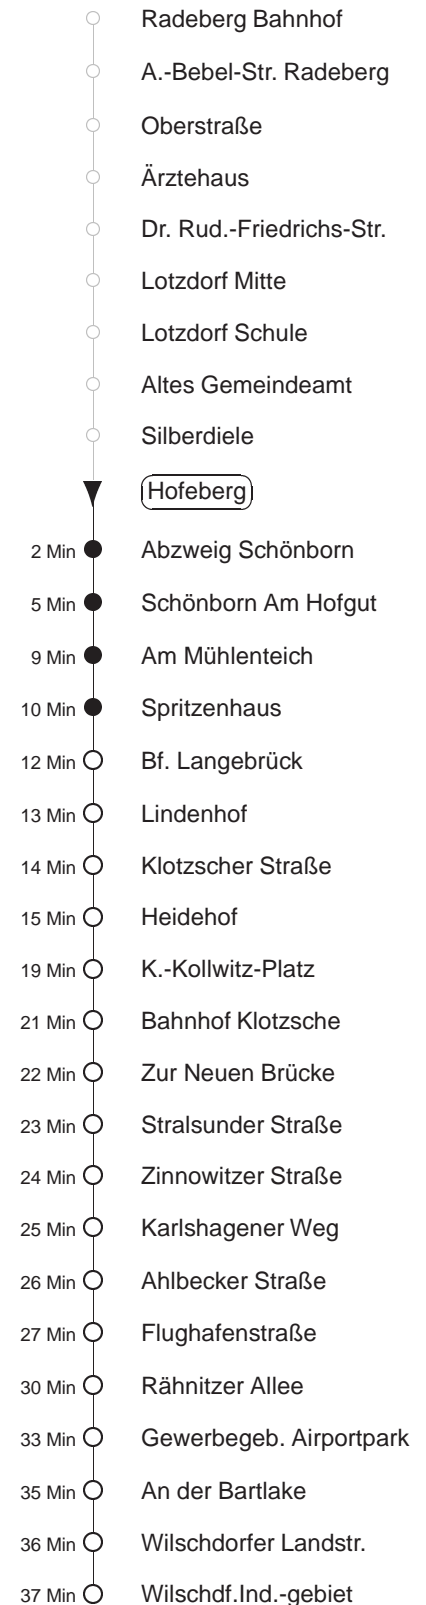 Radeberg Bahnhof
A.-Bebel-Str. Radeberg
Oberstraße
Ärztehaus
Dr. Rud.-Friedrichs-Str.
Lotzdorf Mitte
Lotzdorf Schule
Altes Gemeindeamt
Silberdiele
Hofeberg
2 Min Abzweig Schönborn
5 Min Schönborn Am Hofgut
9 Min Am Mühlenteich
10 Min Spritzenhaus
12 Min Bf. Langebrück
13 Min Lindenhof
14 Min Klotzscher Straße
15 Min Heidehof
19 Min K.-Kollwitz-Platz
21 Min Bahnhof Klotzsche
22 Min Zur Neuen Brücke
23 Min Stralsunder Straße
24 Min Zinnowitzer Straße
25 Min Karlshagener Weg
26 Min Ahlbecker Straße
27 Min Flughafenstraße
30 Min Rähnitzer Allee
33 Min Gewerbegeb. Airportpark
35 Min An der Bartlake
36 Min Wilschdorfer Landstr.
37 Min Wilschdf.Ind.-gebiet